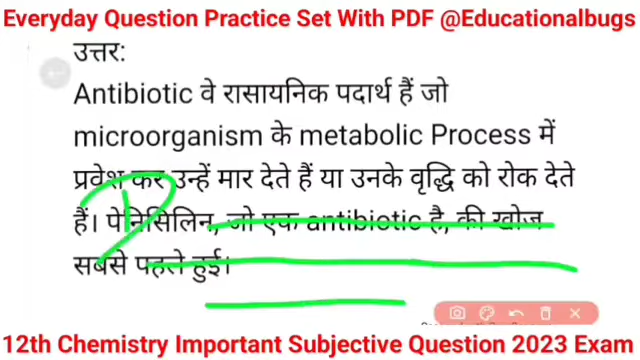 Everyday Question Practice Set With PDF @Educationalbugs
उत्तर:
Antibiotic वे रासायनिक पदार्थ हैं जो
microorganism के metabolic Process में
प्रवेश कर उन्हें मार देते हैं या उनके वृद्धि को रोक देते
हैं। पेनिसिलिन, जो एक antibiotic है, की खोज
सबसे पहले हुई।
12th Chemistry Important Subjective Question 2023 Exam